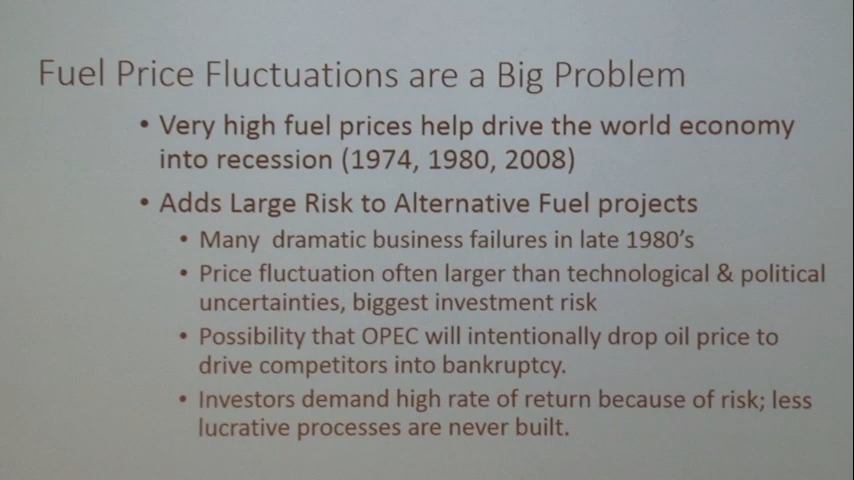 Fuel Price Fluctuations are a Big Problem
• Very high fuel prices help drive the world economy
into recession (1974, 1980, 2008)
• Adds Large Risk to Alternative Fuel projects
• Many dramatic business failures in late 1980's
• Price fluctuation often larger than technological & political
uncertainties, biggest investment risk
• Possibility that OPEC will intentionally drop oil price to
drive competitors into bankruptcy.
• Investors demand high rate of return because of risk; less
lucrative processes are never built.